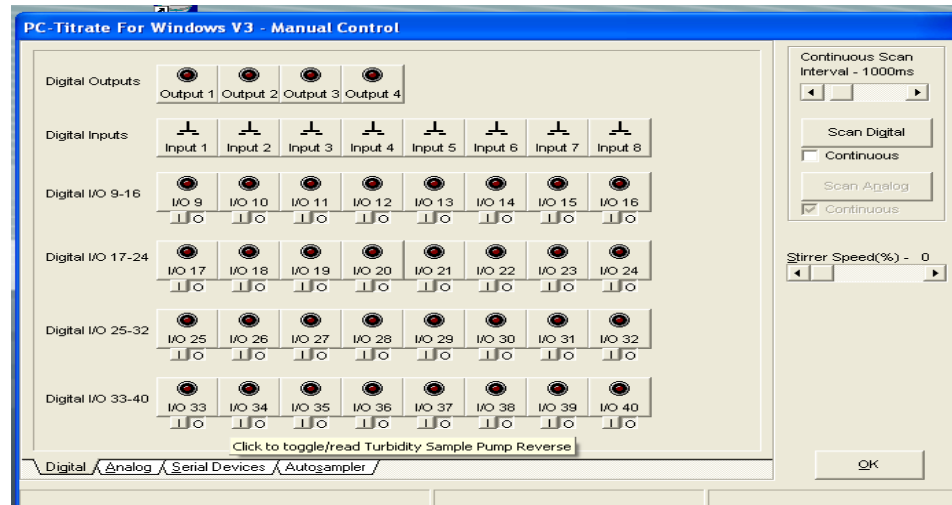 PC-Titrate For Windows V3 - Manual Control
Digital Outputs
Output 1 Output 2 Output 3 Output 4
Digital Inputs
Input 1 Input 2 Input 3 Input 4 Input 5 Input 6 Input 7 Input 8
Digital I/O 9-16
I/O 9 I/O 10 I/O 11 I/O 12 I/O 13 I/O 14 I/O 15 I/O 16
I O I O I O I O I O I O I O I O
Digital I/O 17-24
I/O 17 I/O 18 I/O 19 I/O 20 I/O 21 I/O 22 I/O 23 I/O 24
I O I O I O I O I O I O I O I O
Digital I/O 25-32
I/O 25 I/O 26 I/O 27 I/O 28 I/O 29 I/O 30 I/O 31 I/O 32
I O I O I O I O I O I O I O I O
Digital I/O 33-40
I/O 33 I/O 34 I/O 35 I/O 36 I/O 37 I/O 38 I/O 39 I/O 40
I O I O I O I O I O I O I O I O
Click to toggle/read Turbidity Sample Pump Reverse
Digital Analog Serial Devices Autosampler
Continuous Scan
Interval - 1000ms
Scan Digital
Continuous
Scan Analog
Continuous
Stirrer Speed(%) - 0
OK